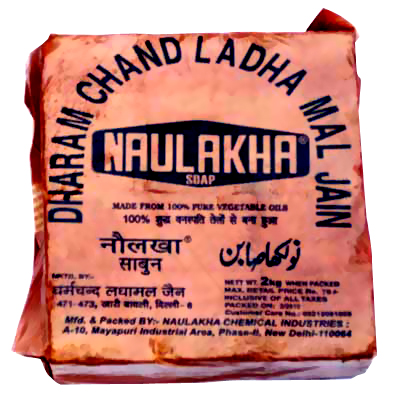 DHARAM CHAND LADHA MAL JAIN
NAULAKHA®
SOAP
MADE FROM 100% PURE VEGETABLE OILS
100% शुद्ध वनस्पति तेलों से बना हुआ
नौलखा®
साबुन
نولکھا صابن
MKTD. BY:-
धर्मचन्द लधामल जैन
471-473, खारी बावली, दिल्ली - 6
NETT WT. 2kg WHEN PACKED
MAX. RETAIL PRICE Rs.
INCLUSIVE OF ALL TAXES
PACKED ON:
Customer Care No.:
Mfd. & Packed BY:- NAULAKHA CHEMICAL INDUSTRIES :
A-10, Mayapuri Industrial Area, Phase-II, New Delhi-110064